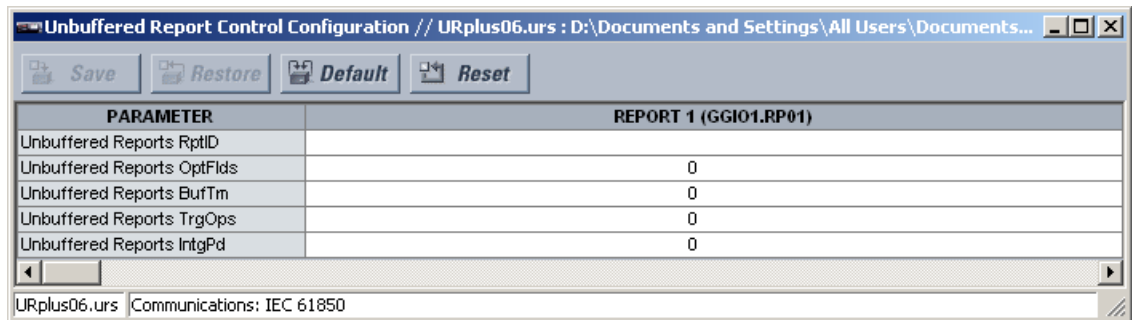 Unbuffered Report Control Configuration // URplus06.urs : D:\Documents and Settings\All Users\Documents...
Save Restore Default Reset
PARAMETER REPORT 1 (GGIO1.RP01)
Unbuffered Reports RptID
Unbuffered Reports OptFlds 0
Unbuffered Reports BufTm 0
Unbuffered Reports TrgOps 0
Unbuffered Reports IntgPd 0
URplus06.urs Communications: IEC 61850